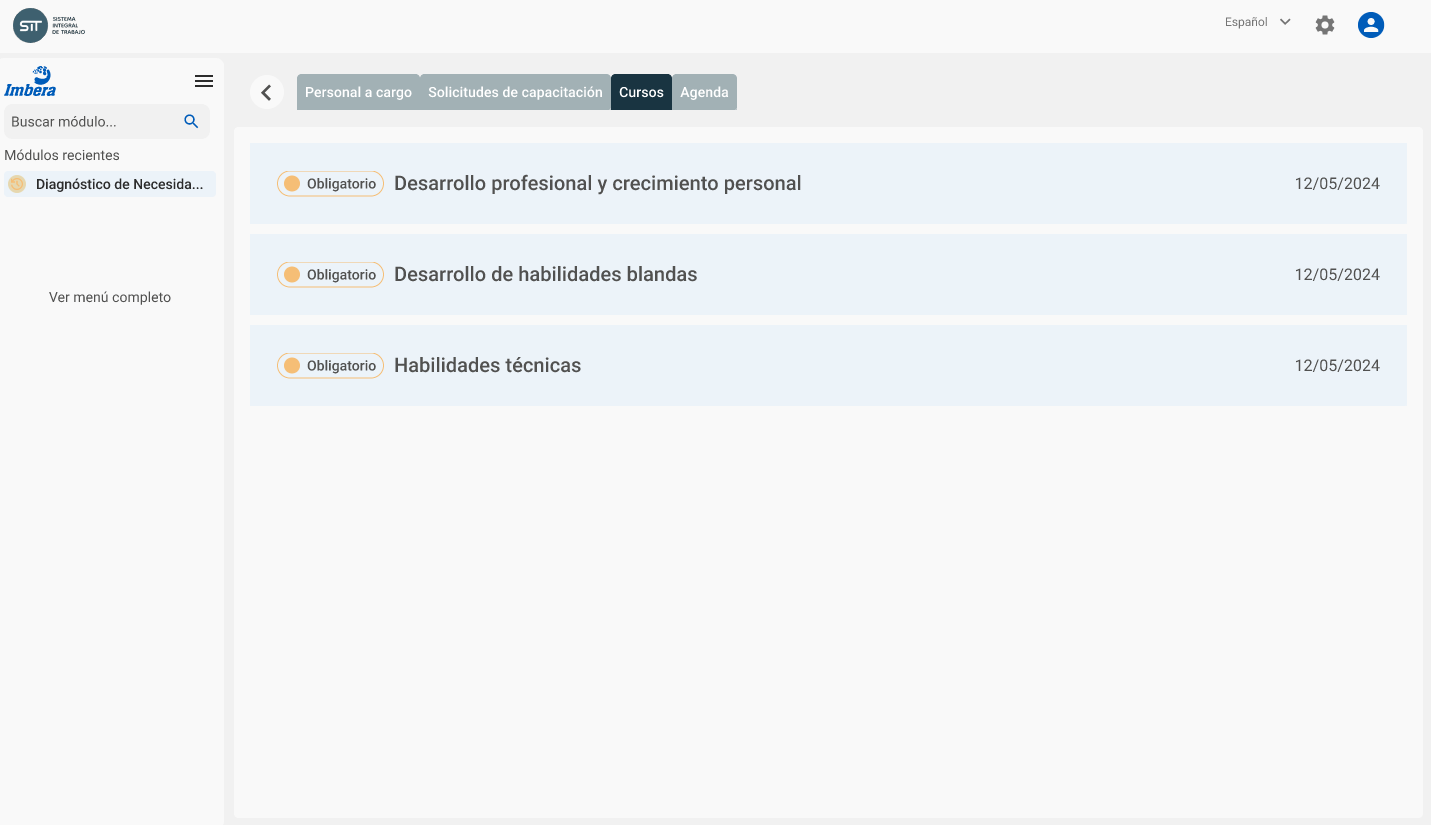 SiT
SISTEMA
INTEGRAL
DE TRABAJO
Español
Imbera
Buscar módulo...
Módulos recientes
Diagnóstico de Necesida...
Ver menú completo
Personal a cargo
Solicitudes de capacitación
Cursos
Agenda
Obligatorio Desarrollo profesional y crecimiento personal 12/05/2024
Obligatorio Desarrollo de habilidades blandas 12/05/2024
Obligatorio Habilidades técnicas 12/05/2024